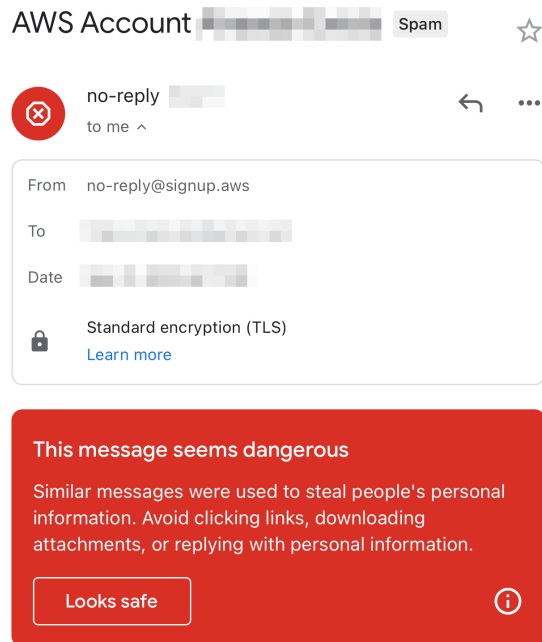 AWS Account Spam
no-reply
to me
From no-reply@signup.aws
To
Date
Standard encryption (TLS)
Learn more
This message seems dangerous
Similar messages were used to steal people's personal
information. Avoid clicking links, downloading
attachments, or replying with personal information.
Looks safe